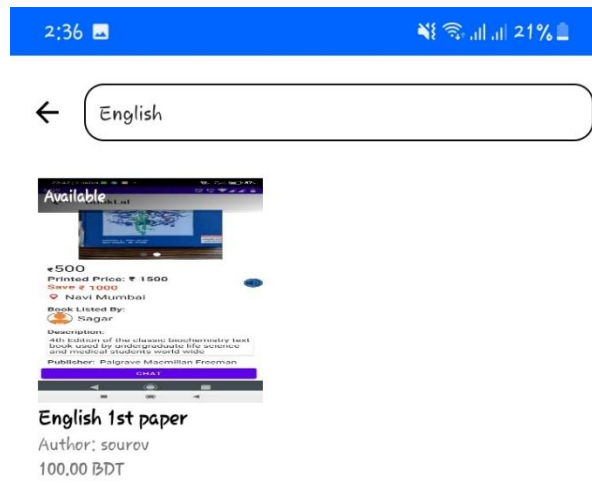 2:36 21%
English
Available
₹500
Printed Price: ₹ 1500
Save ₹ 1000
Navi Mumbai
Book Listed By:
Sagar
Description:
4th Edition of the classic biochemistry text
book used by undergraduate life science
and medical students world wide
Publisher: Palgrave Macmillan Freeman
CHAT
English 1st paper
Author: sourov
100.00 BDT